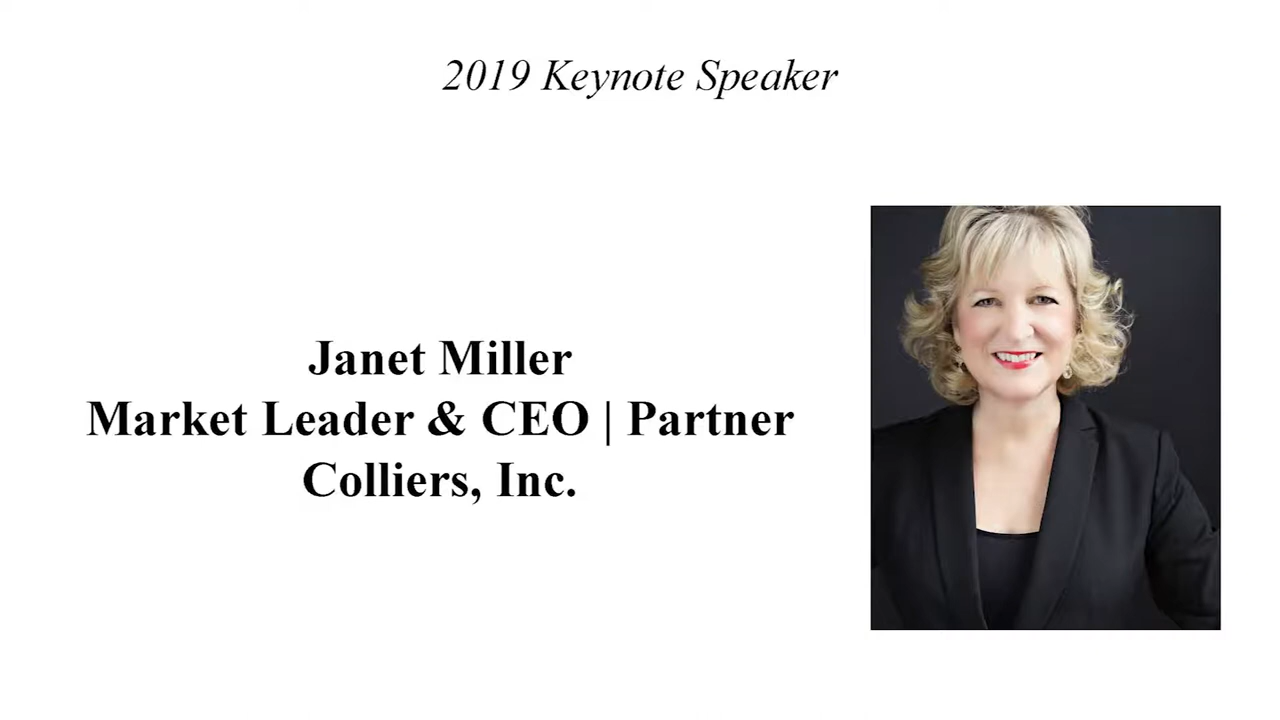 2019 Keynote Speaker
Janet Miller
Market Leader & CEO | Partner
Colliers, Inc.